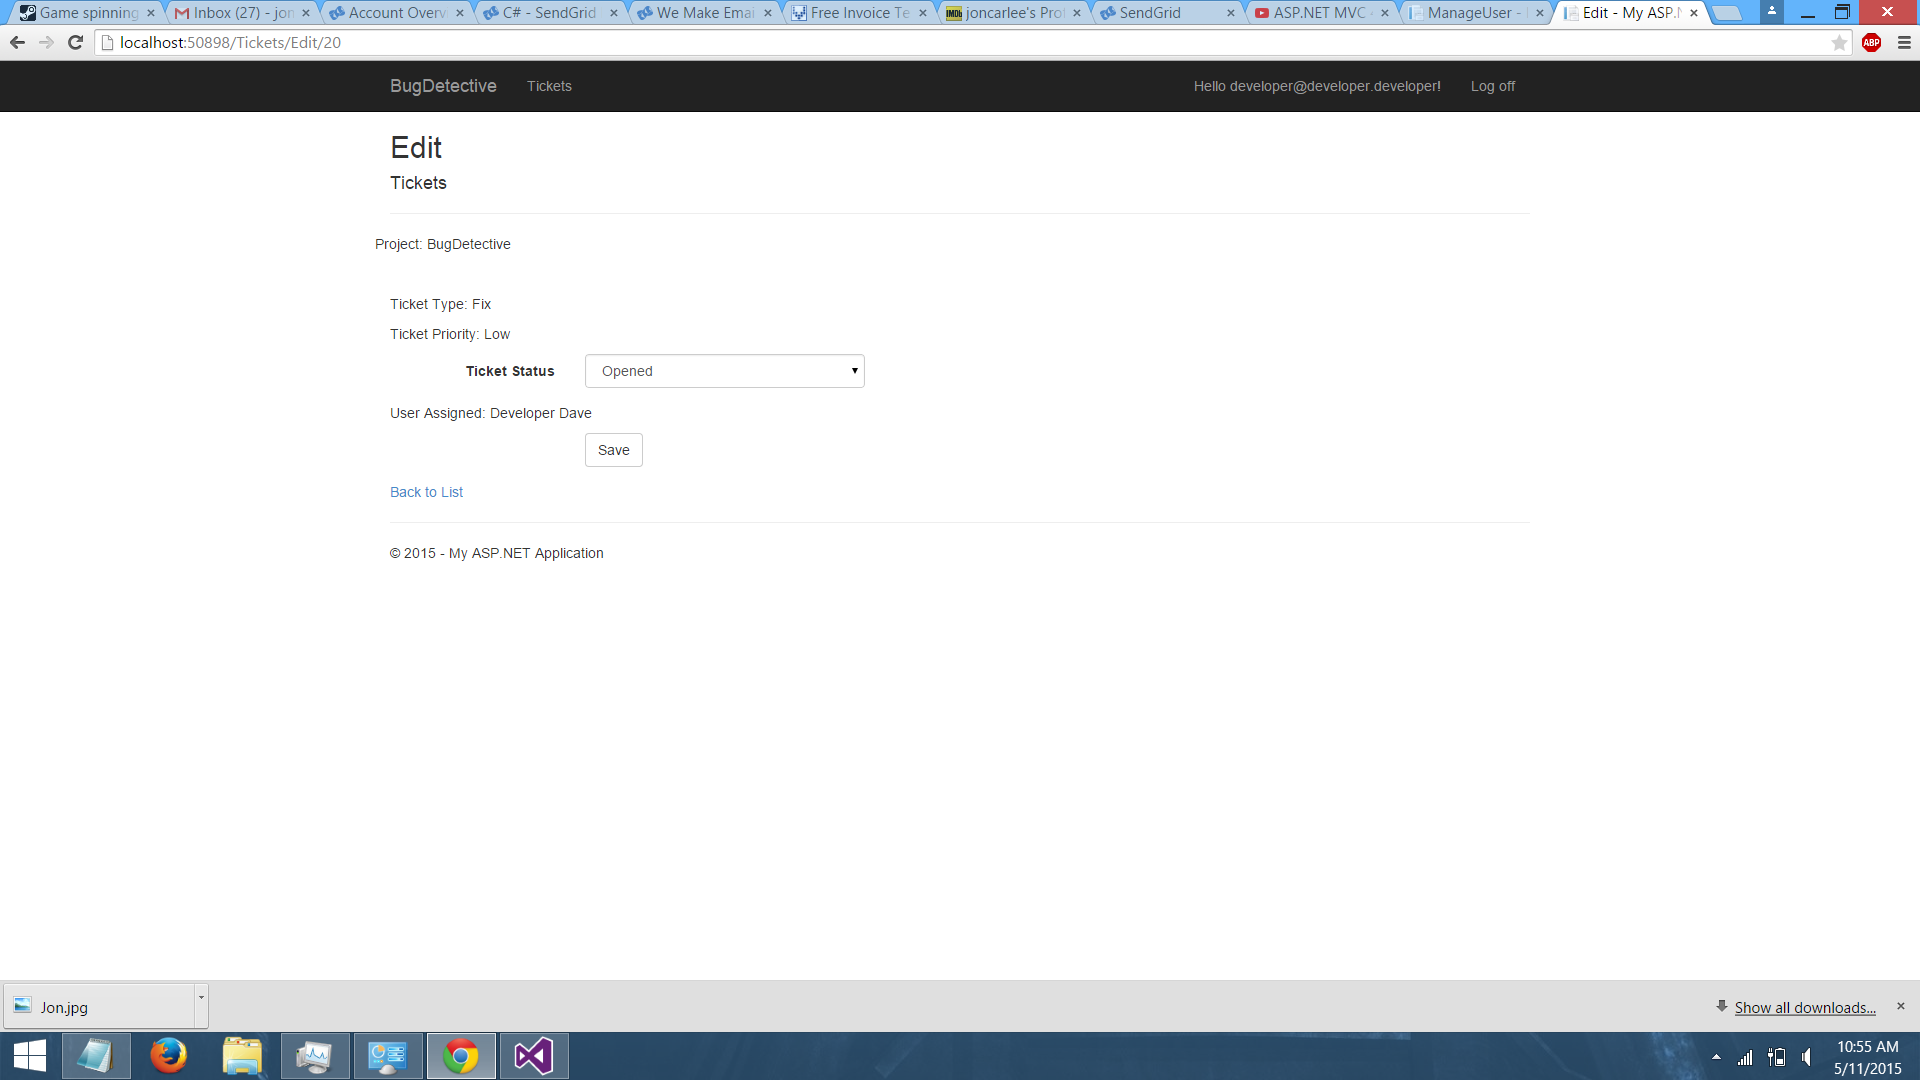 Game spinning
Inbox (27) - jon
Account Overv
C# - SendGrid
We Make Emai
Free Invoice Te
IMDb joncarlee's Prof
SendGrid
ASP.NET MVC
ManageUser -
Edit - My ASP.N
localhost:50898/Tickets/Edit/20
ABP
BugDetective Tickets Hello developer@developer.developer! Log off
Edit
Tickets
Project: BugDetective
Ticket Type: Fix
Ticket Priority: Low
Ticket Status Opened
User Assigned: Developer Dave
Save
Back to List
© 2015 - My ASP.NET Application
Jon.jpg Show all downloads...
10:55 AM
5/11/2015